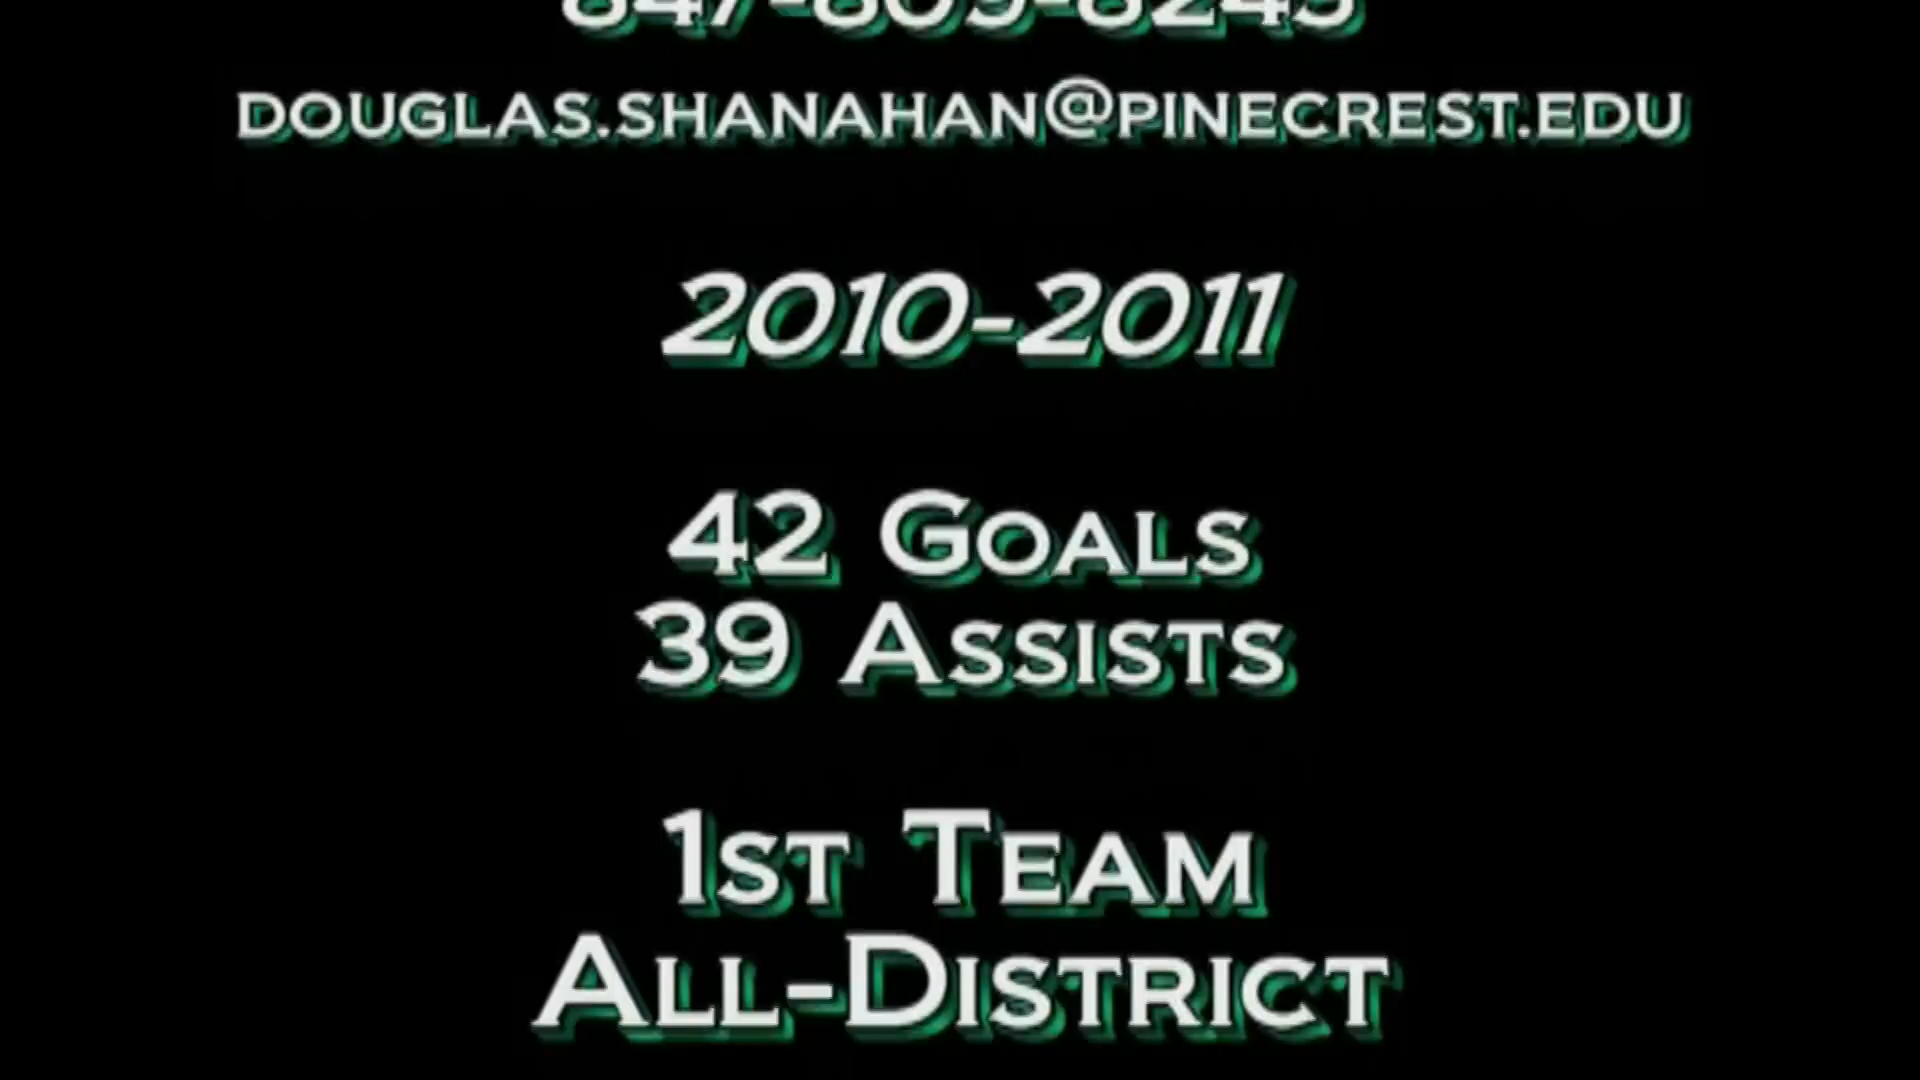 DOUGLAS.SHANAHAN@PINECREST.EDU
2010-2011
42 GOALS
39 ASSISTS
1ST TEAM
ALL-DISTRICT